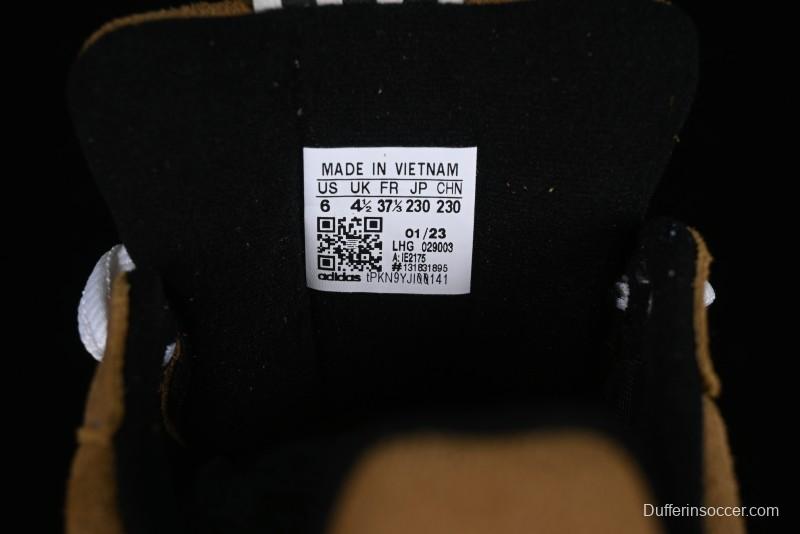 MADE IN VIETNAM
US UK FR JP CHN
6 4½ 37⅓ 230 230
01/23
LHG 029003
A: IE2175
#131831895
adidas tPKN9YJI00141
Dufferinsoccer.com